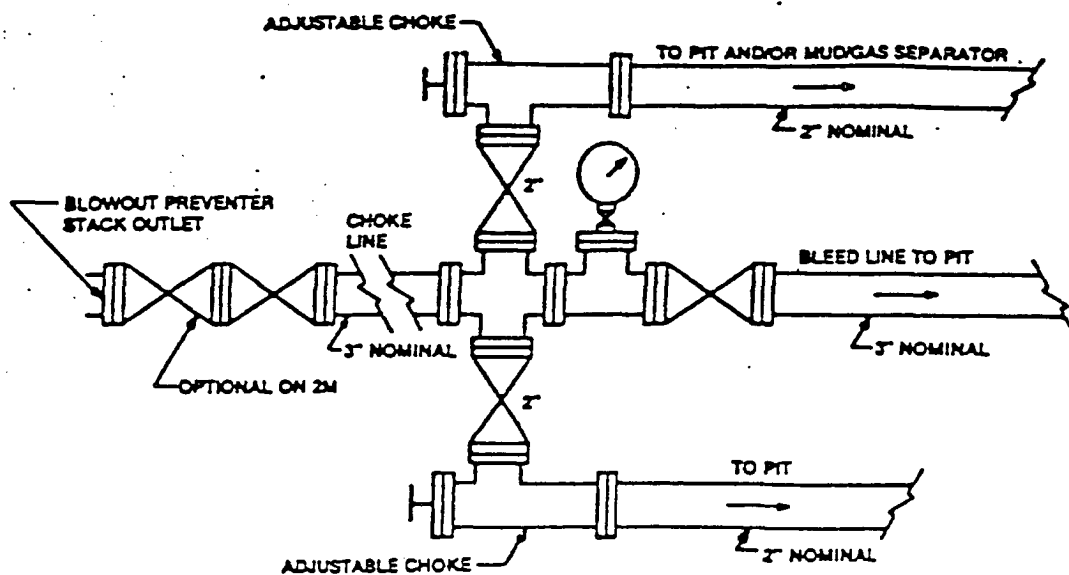 ADJUSTABLE CHOKE
TO PIT AND/OR MUD/GAS SEPARATOR
2" NOMINAL
2"
BLOWOUT PREVENTER
STACK OUTLET
CHOKE
LINE
BLEED LINE TO PIT
3" NOMINAL
3" NOMINAL
OPTIONAL ON 2M
2"
TO PIT
2" NOMINAL
ADJUSTABLE CHOKE